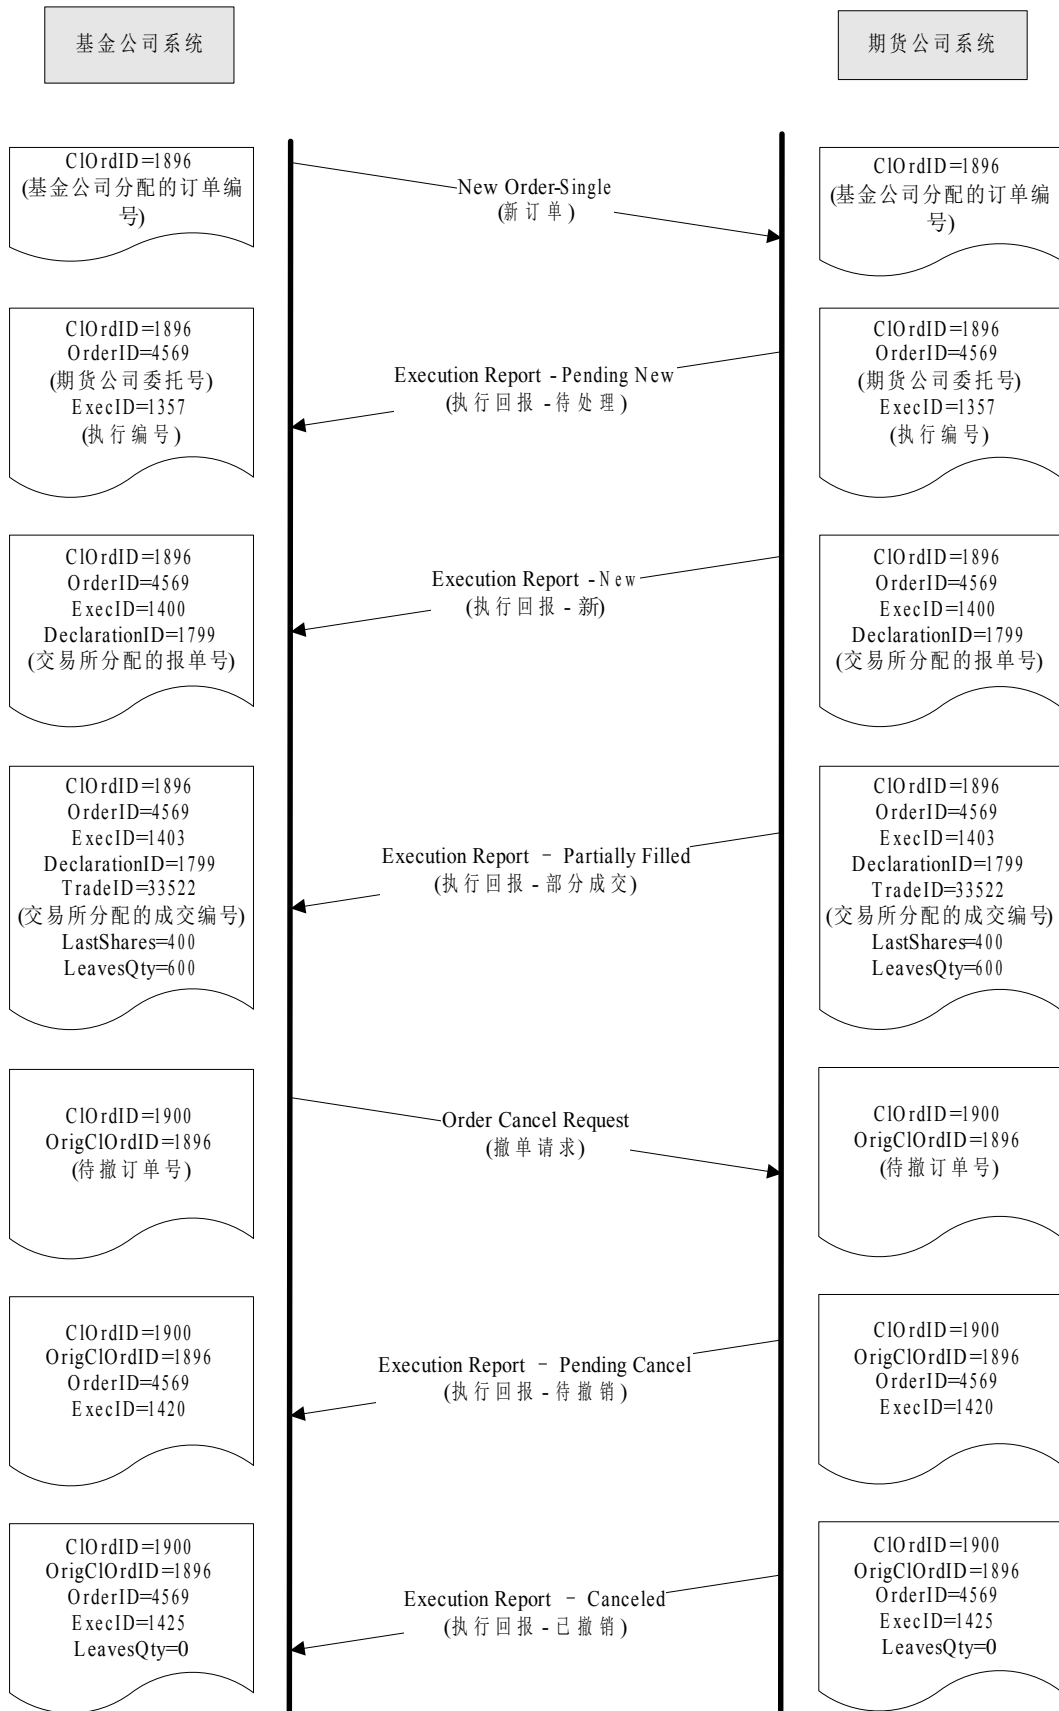 基金公司系统
期货公司系统
ClOrdID=1896
(基金公司分配的订单编
号)
New Order-Single
(新订单)
ClOrdID=1896
(基金公司分配的订单编
号)
ClOrdID=1896
OrderID=4569
(期货公司委托号)
ExecID=1357
(执行编号)
Execution Report - Pending New
(执行回报 - 待处理)
ClOrdID=1896
OrderID=4569
(期货公司委托号)
ExecID=1357
(执行编号)
ClOrdID=1896
OrderID=4569
ExecID=1400
DeclarationID=1799
(交易所分配的报单号)
Execution Report - New
(执行回报 - 新)
ClOrdID=1896
OrderID=4569
ExecID=1400
DeclarationID=1799
(交易所分配的报单号)
ClOrdID=1896
OrderID=4569
ExecID=1403
DeclarationID=1799
TradeID=33522
(交易所分配的成交编号)
LastShares=400
LeavesQty=600
Execution Report – Partially Filled
(执行回报 - 部分成交)
ClOrdID=1896
OrderID=4569
ExecID=1403
DeclarationID=1799
TradeID=33522
(交易所分配的成交编号)
LastShares=400
LeavesQty=600
ClOrdID=1900
OrigClOrdID=1896
(待撤订单号)
Order Cancel Request
(撤单请求)
ClOrdID=1900
OrigClOrdID=1896
(待撤订单号)
ClOrdID=1900
OrigClOrdID=1896
OrderID=4569
ExecID=1420
Execution Report – Pending Cancel
(执行回报 - 待撤销)
ClOrdID=1900
OrigClOrdID=1896
OrderID=4569
ExecID=1420
ClOrdID=1900
OrigClOrdID=1896
OrderID=4569
ExecID=1425
LeavesQty=0
Execution Report – Canceled
(执行回报 - 已撤销)
ClOrdID=1900
OrigClOrdID=1896
OrderID=4569
ExecID=1425
LeavesQty=0